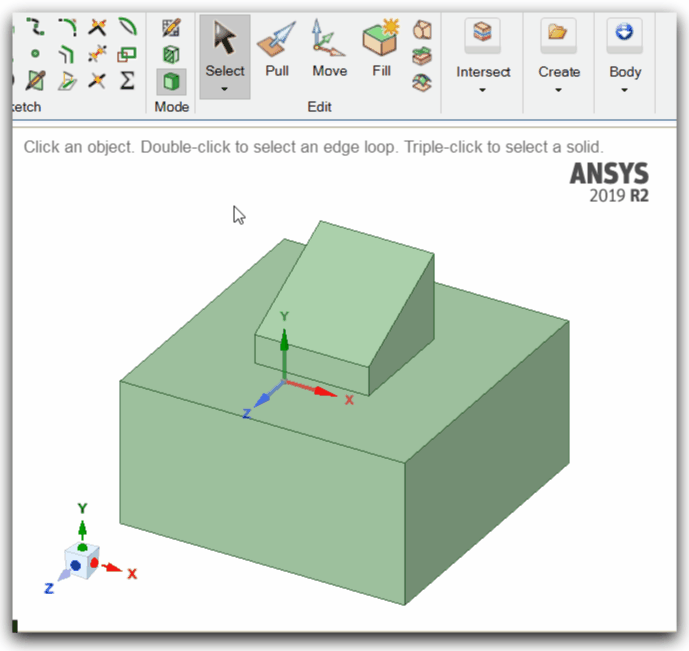 Select
Pull
Move
Fill
Intersect
Create
Body
etch
Mode
Edit
Click an object. Double-click to select an edge loop. Triple-click to select a solid.
ANSYS
2019 R2
Y
X
Z
Y
X
Z